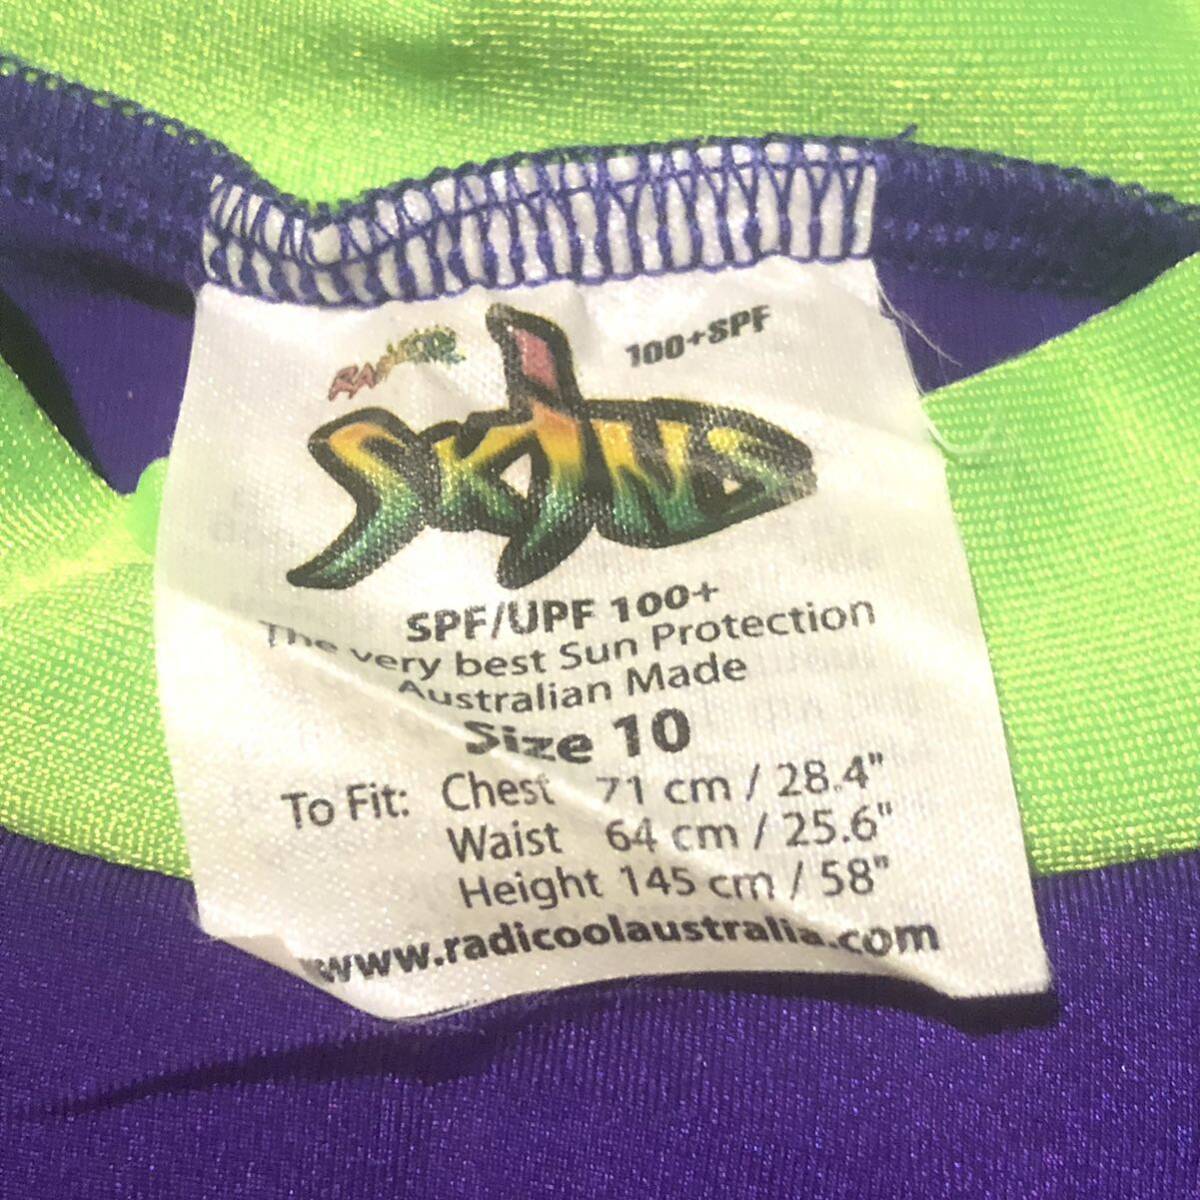 RADICOOL
100+SPF
SKINS
SPF/UPF 100+
The very best Sun Protection
Australian Made
Size 10
To Fit: Chest 71 cm / 28.4"
Waist 64 cm / 25.6"
Height 145 cm / 58"
www.radicoolaustralia.com